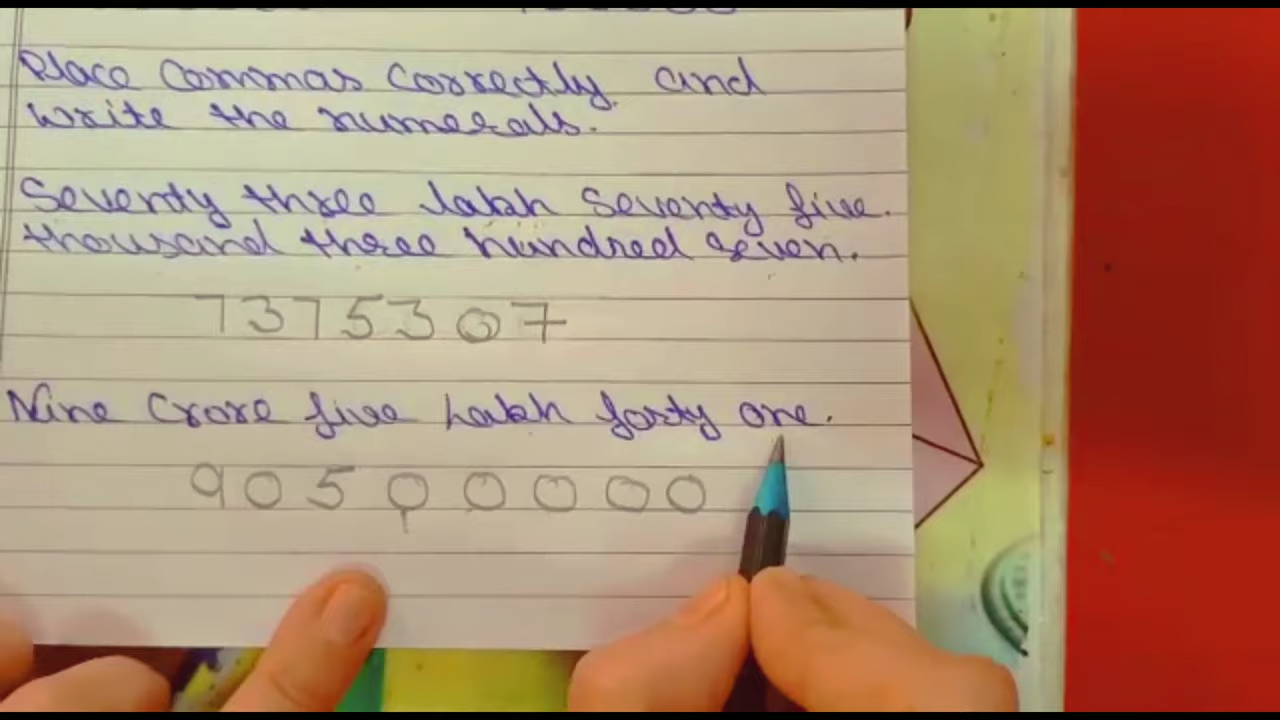 Place Commas Correctly and
write the numerals.
Seventy three lakh Seventy five.
thousand three hundred seven.
7375307
Nine Crore five Lakh forty one.
90500000